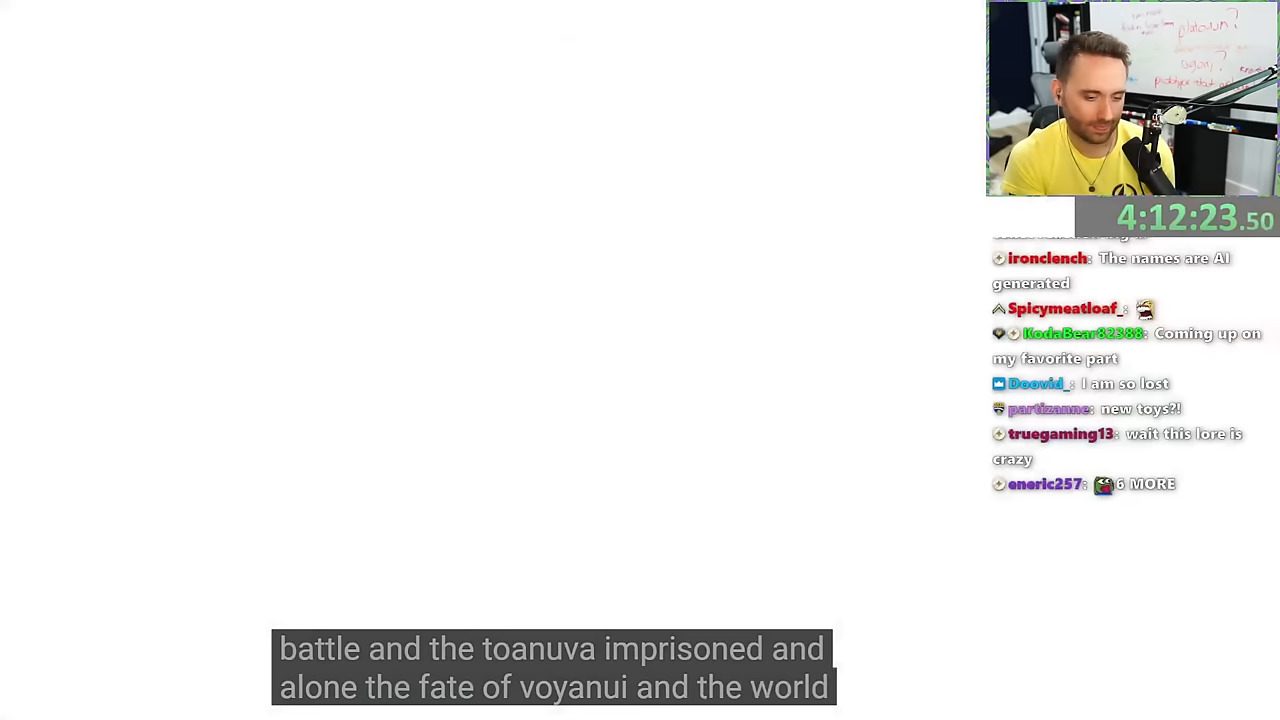 platonum?
agony?
4:12:23.50
ironclench: The names are AI
generated
Spicymeatloaf_:
KodaBear82388: Coming up on
my favorite part
Doovid_: I am so lost
partizanne: new toys?!
truegaming13: wait this lore is
crazy
eneric257: 6 MORE
battle and the toanuva imprisoned and
alone the fate of voyanui and the world